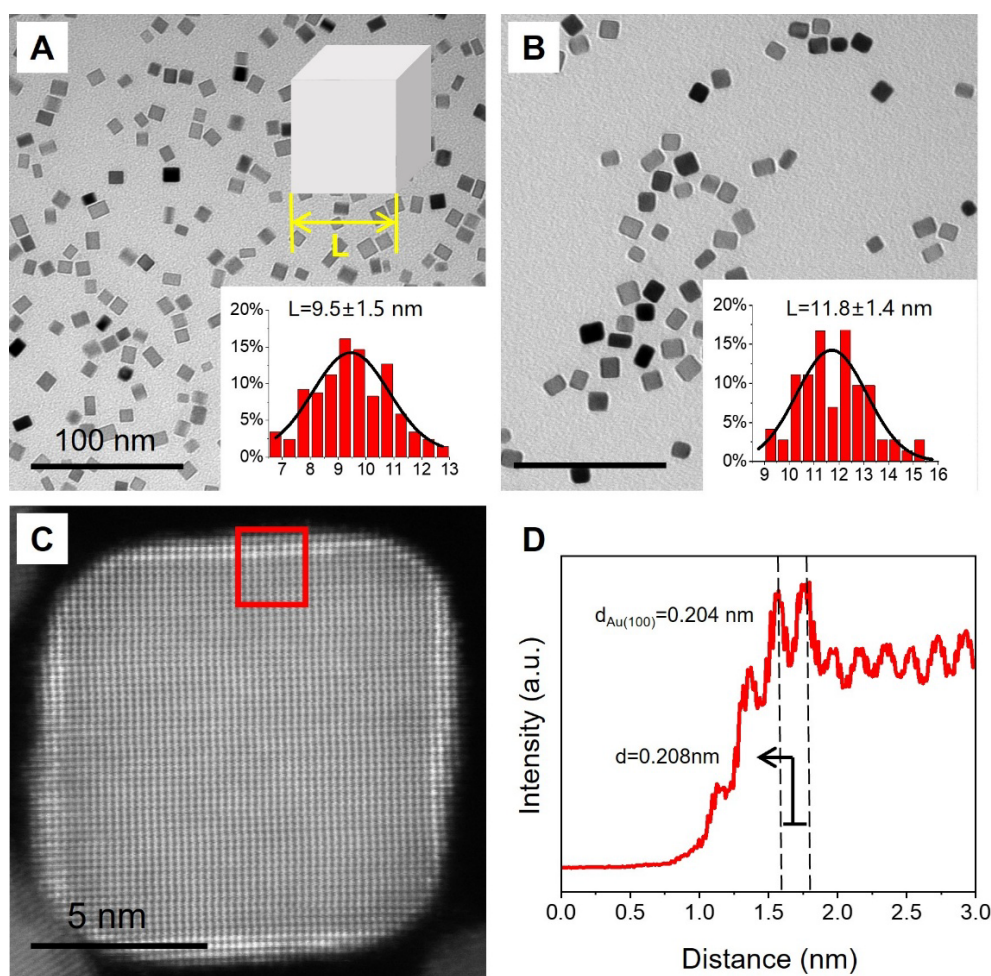 A
L
L=9.5±1.5 nm
20%
15%
10%
5%
0%
7 8 9 10 11 12 13
100 nm
B
L=11.8±1.4 nm
20%
15%
10%
5%
0%
9 10 11 12 13 14 15 16
C
5 nm
D
dAu(100)=0.204 nm
d=0.208nm
Intensity (a.u.)
0.0 0.5 1.0 1.5 2.0 2.5 3.0
Distance (nm)